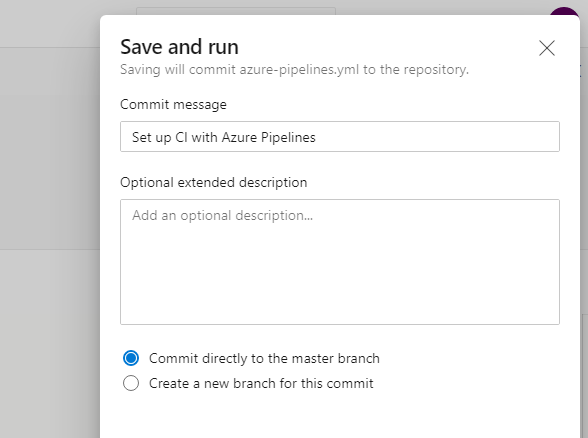 Save and run
Saving will commit azure-pipelines.yml to the repository.
Commit message
Set up CI with Azure Pipelines
Optional extended description
Add an optional description...
Commit directly to the master branch
Create a new branch for this commit